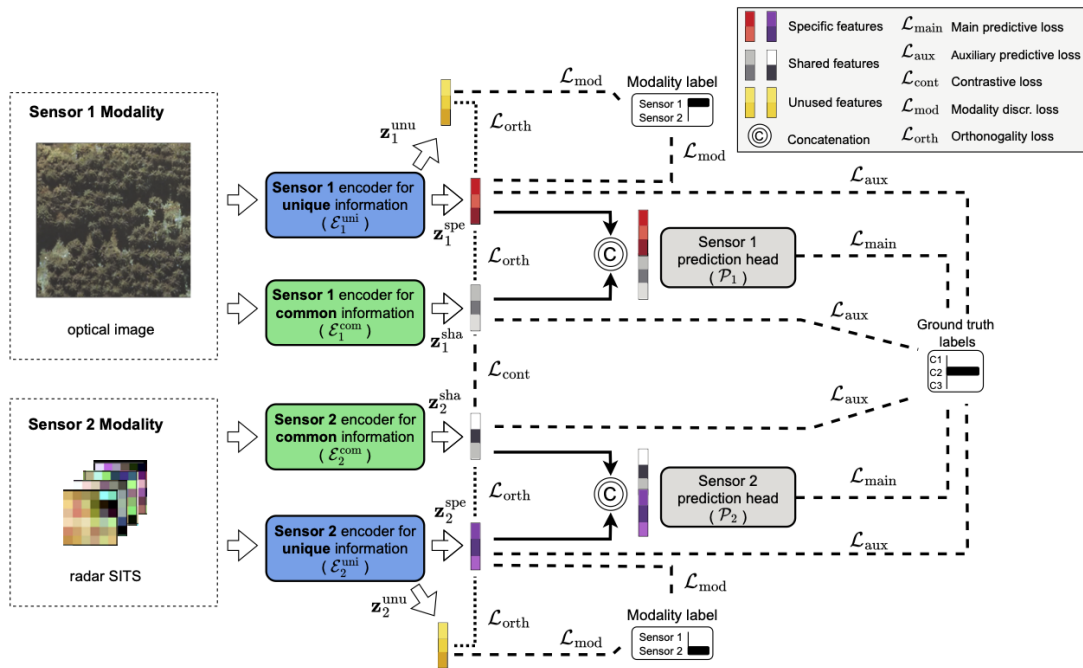 Specific features
Shared features
Unused features
Concatenation
C
ℒmain Main predictive loss
ℒaux Auxiliary predictive loss
ℒcont Contrastive loss
ℒmod Modality discr. loss
ℒorth Orthonogality loss
Sensor 1 Modality
optical image
Sensor 2 Modality
radar SITS
Sensor 1 encoder for
unique information
( ℰ₁ᵘⁿⁱ )
Sensor 1 encoder for
common information
( ℰ₁ᶜᵒᵐ )
Sensor 2 encoder for
common information
( ℰ₂ᶜᵒᵐ )
Sensor 2 encoder for
unique information
( ℰ₂ᵘⁿⁱ )
z₁ᵘⁿᵘ
z₁ˢᵖᵉ
z₁ˢʰᵃ
z₂ˢʰᵃ
z₂ˢᵖᵉ
z₂ᵘⁿᵘ
ℒorth
ℒorth
ℒcont
ℒorth
ℒorth
ℒmod
Modality label
Sensor 1
Sensor 2
ℒmod
ℒaux
C
Sensor 1
prediction head
( 𝒫₁ )
ℒmain
ℒaux
Ground truth
labels
C1
C2
C3
ℒaux
C
Sensor 2
prediction head
( 𝒫₂ )
ℒmain
ℒaux
ℒmod
Modality label
Sensor 1
Sensor 2
ℒmod